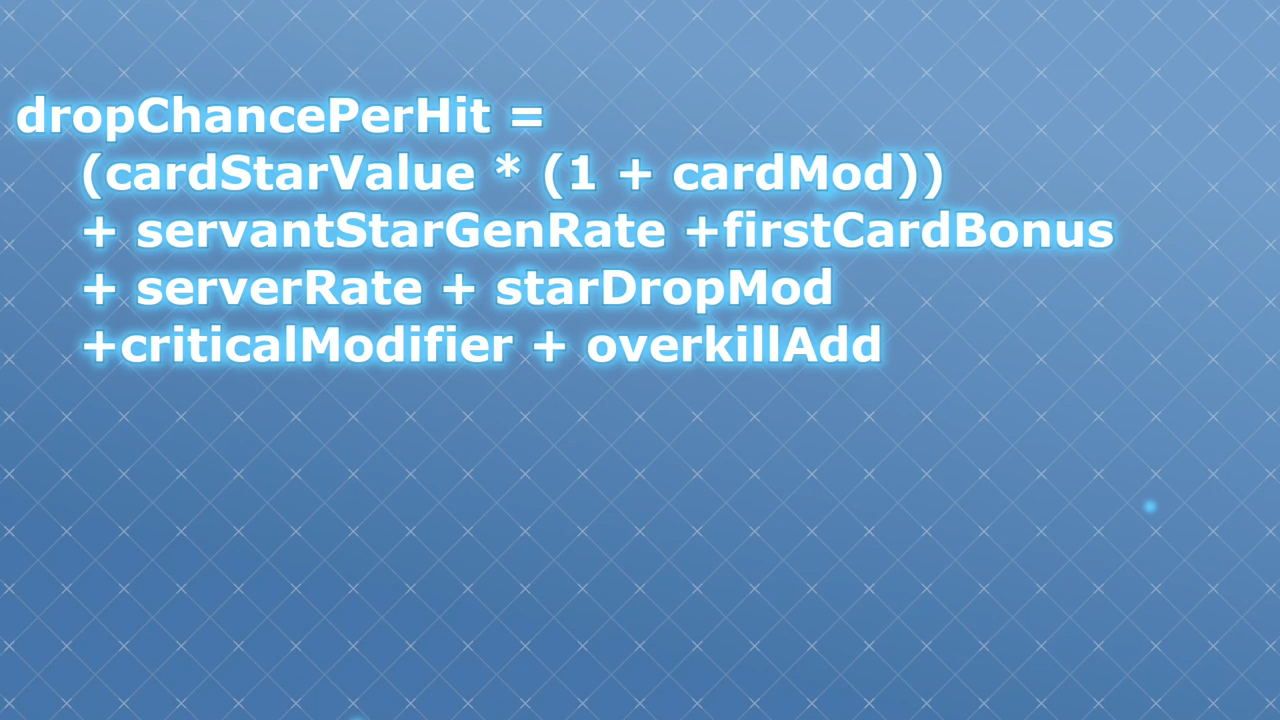 dropChancePerHit =
(cardStarValue * (1 + cardMod))
+ servantStarGenRate +firstCardBonus
+ serverRate + starDropMod
+criticalModifier + overkillAdd